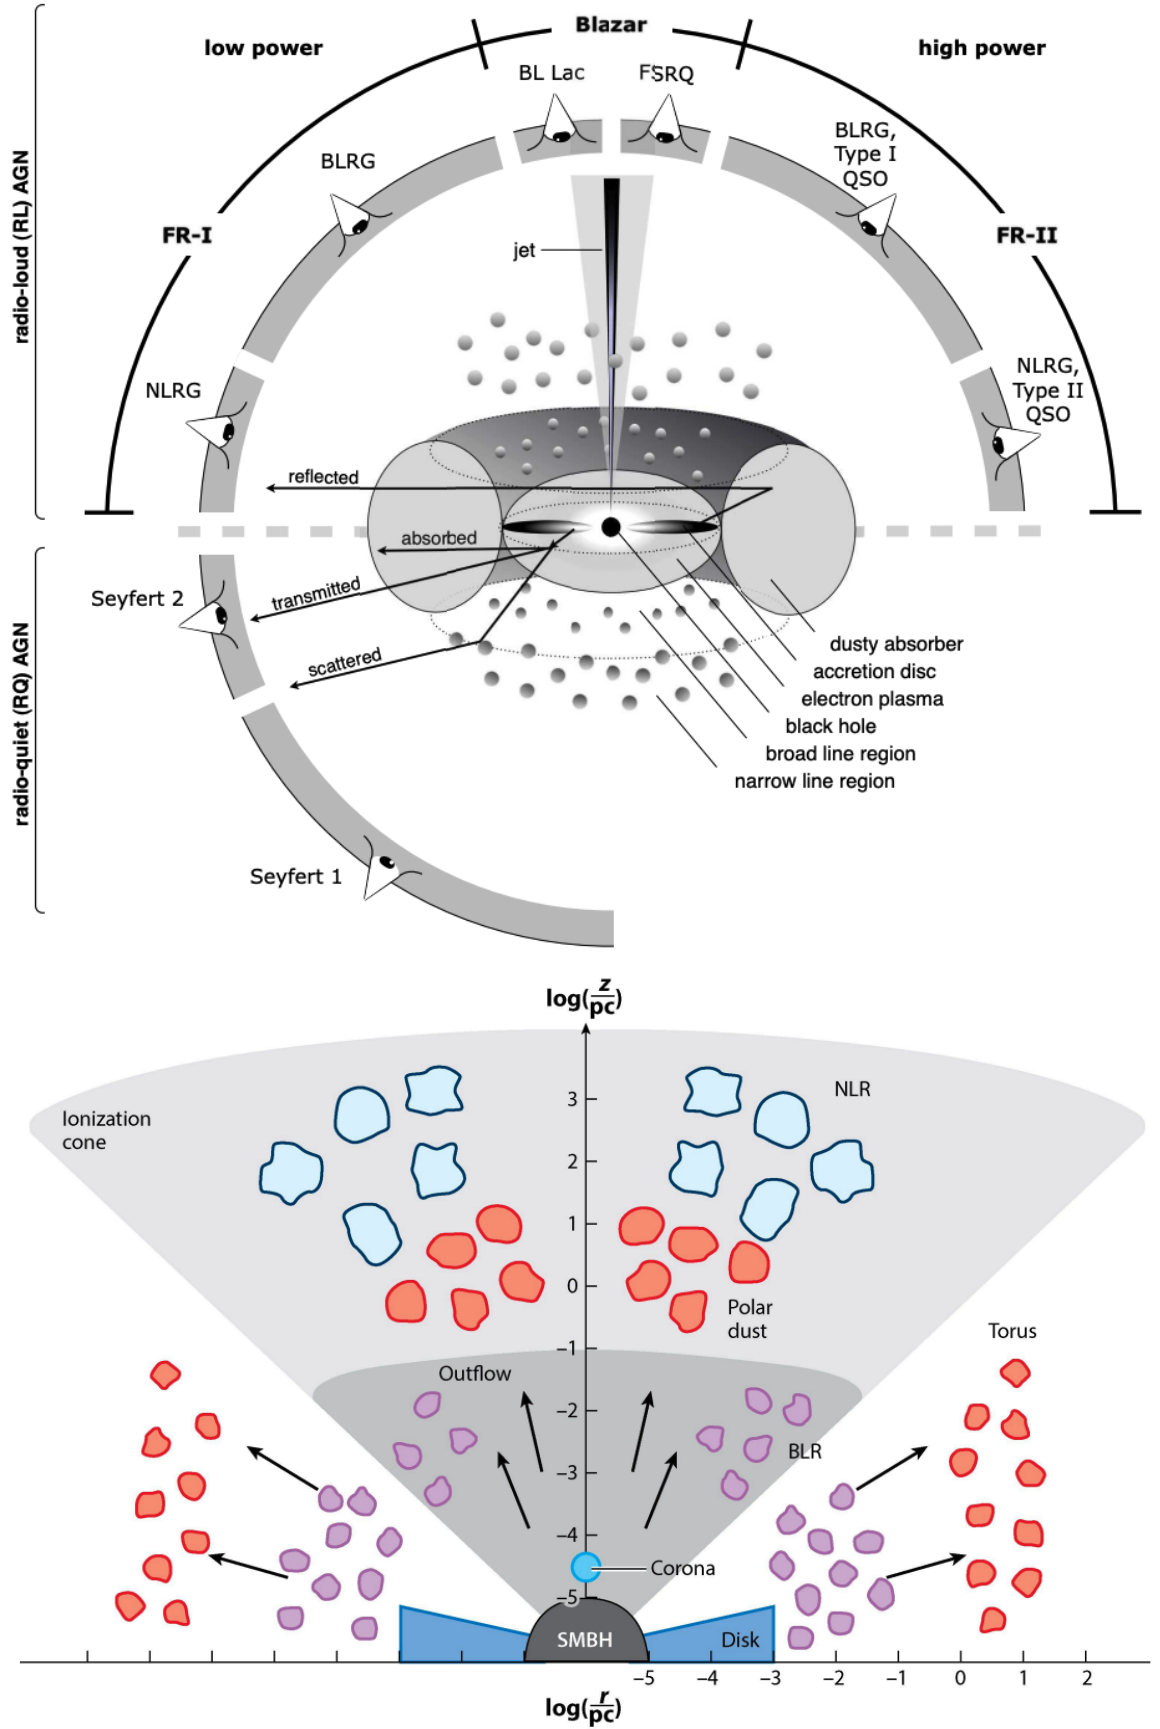 Blazar
low power
high power
BL Lac
FSRQ
BLRG
BLRG,
Type I
QSO
FR-I
FR-II
jet
NLRG
NLRG,
Type II
QSO
radio-loud (RL) AGN
reflected
absorbed
transmitted
scattered
Seyfert 2
radio-quiet (RQ) AGN
dusty absorber
accretion disc
electron plasma
black hole
broad line region
narrow line region
Seyfert 1
log(z/pc)
Ionization
cone
NLR
3
2
1
0
−1
−2
−3
−4
−5
Polar
dust
Torus
Outflow
BLR
Corona
SMBH
Disk
−5 −4 −3 −2 −1 0 1 2
log(r/pc)